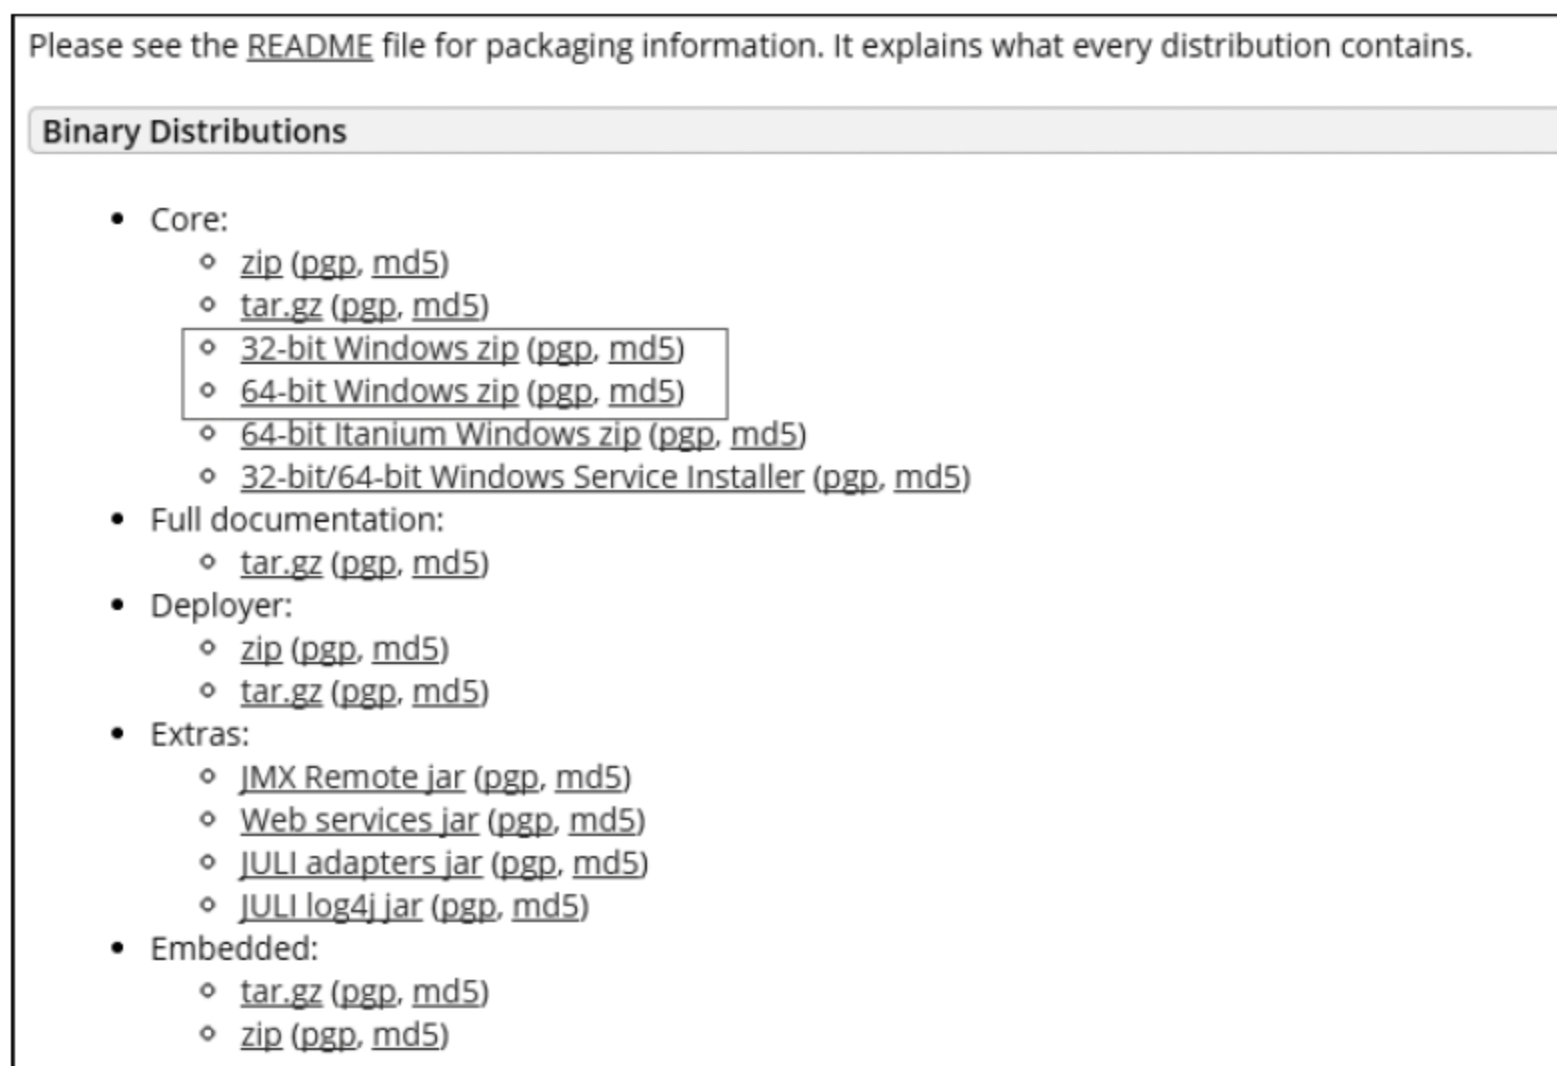 Please see the README file for packaging information. It explains what every distribution contains.
Binary Distributions
Core:
zip (pgp, md5)
tar.gz (pgp, md5)
32-bit Windows zip (pgp, md5)
64-bit Windows zip (pgp, md5)
64-bit Itanium Windows zip (pgp, md5)
32-bit/64-bit Windows Service Installer (pgp, md5)
Full documentation:
tar.gz (pgp, md5)
Deployer:
zip (pgp, md5)
tar.gz (pgp, md5)
Extras:
JMX Remote jar (pgp, md5)
Web services jar (pgp, md5)
JULI adapters jar (pgp, md5)
JULI log4j jar (pgp, md5)
Embedded:
tar.gz (pgp, md5)
zip (pgp, md5)